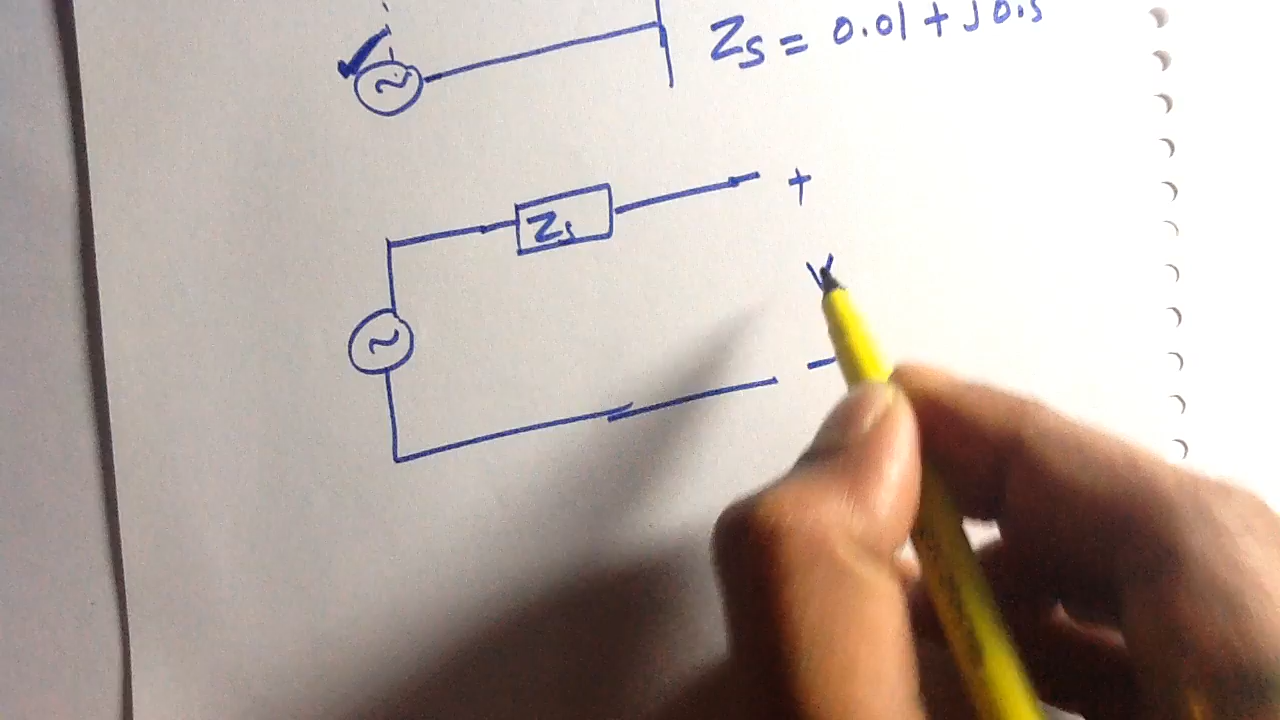 ~
Zs = 0.01 + j0.5
+
Zs
V
~
-